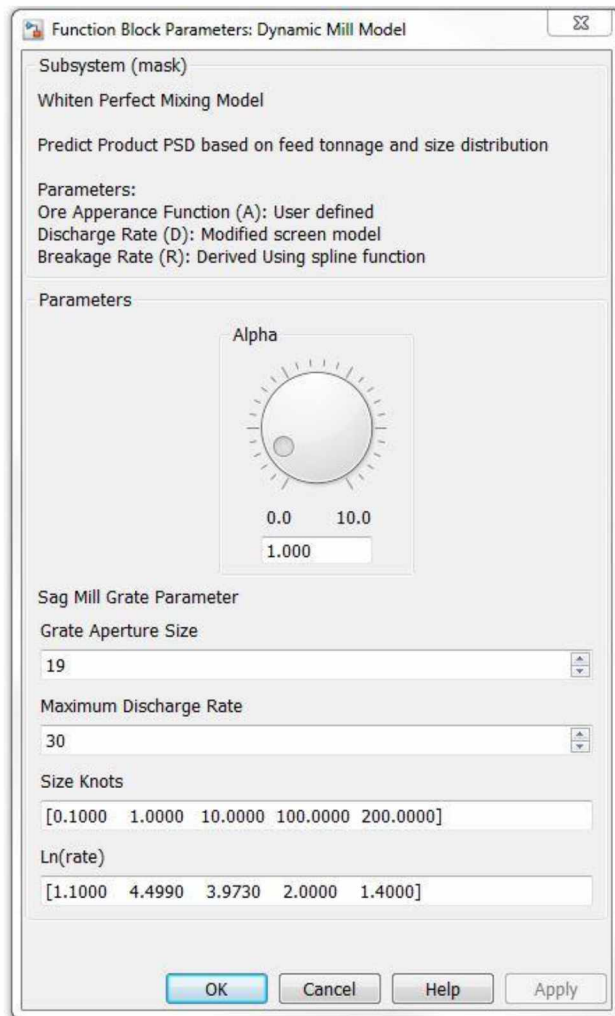 Function Block Parameters: Dynamic Mill Model
Subsystem (mask)
Whiten Perfect Mixing Model
Predict Product PSD based on feed tonnage and size distribution
Parameters:
Ore Apperance Function (A): User defined
Discharge Rate (D): Modified screen model
Breakage Rate (R): Derived Using spline function
Parameters
Alpha
0.0 10.0
1.000
Sag Mill Grate Parameter
Grate Aperture Size
19
Maximum Discharge Rate
30
Size Knots
[0.1000 1.0000 10.0000 100.0000 200.0000]
Ln(rate)
[1.1000 4.4990 3.9730 2.0000 1.4000]
OK Cancel Help Apply